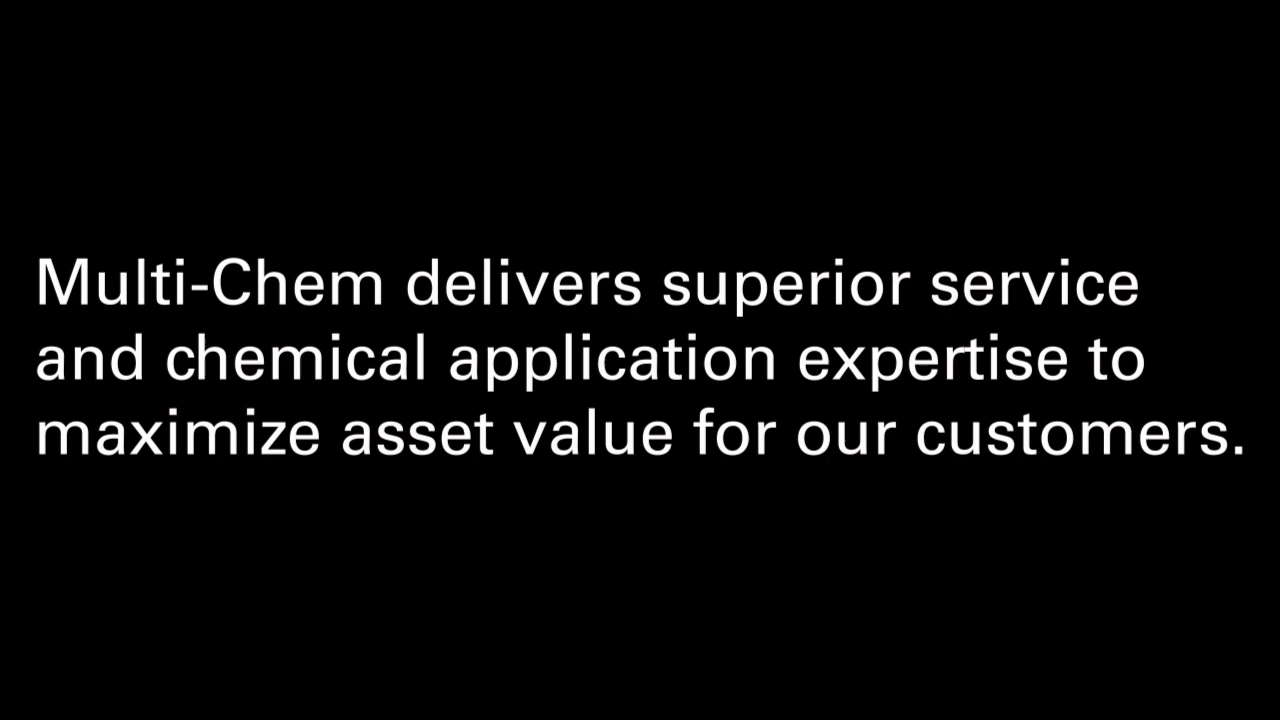 Multi-Chem delivers superior service
and chemical application expertise to
maximize asset value for our customers.